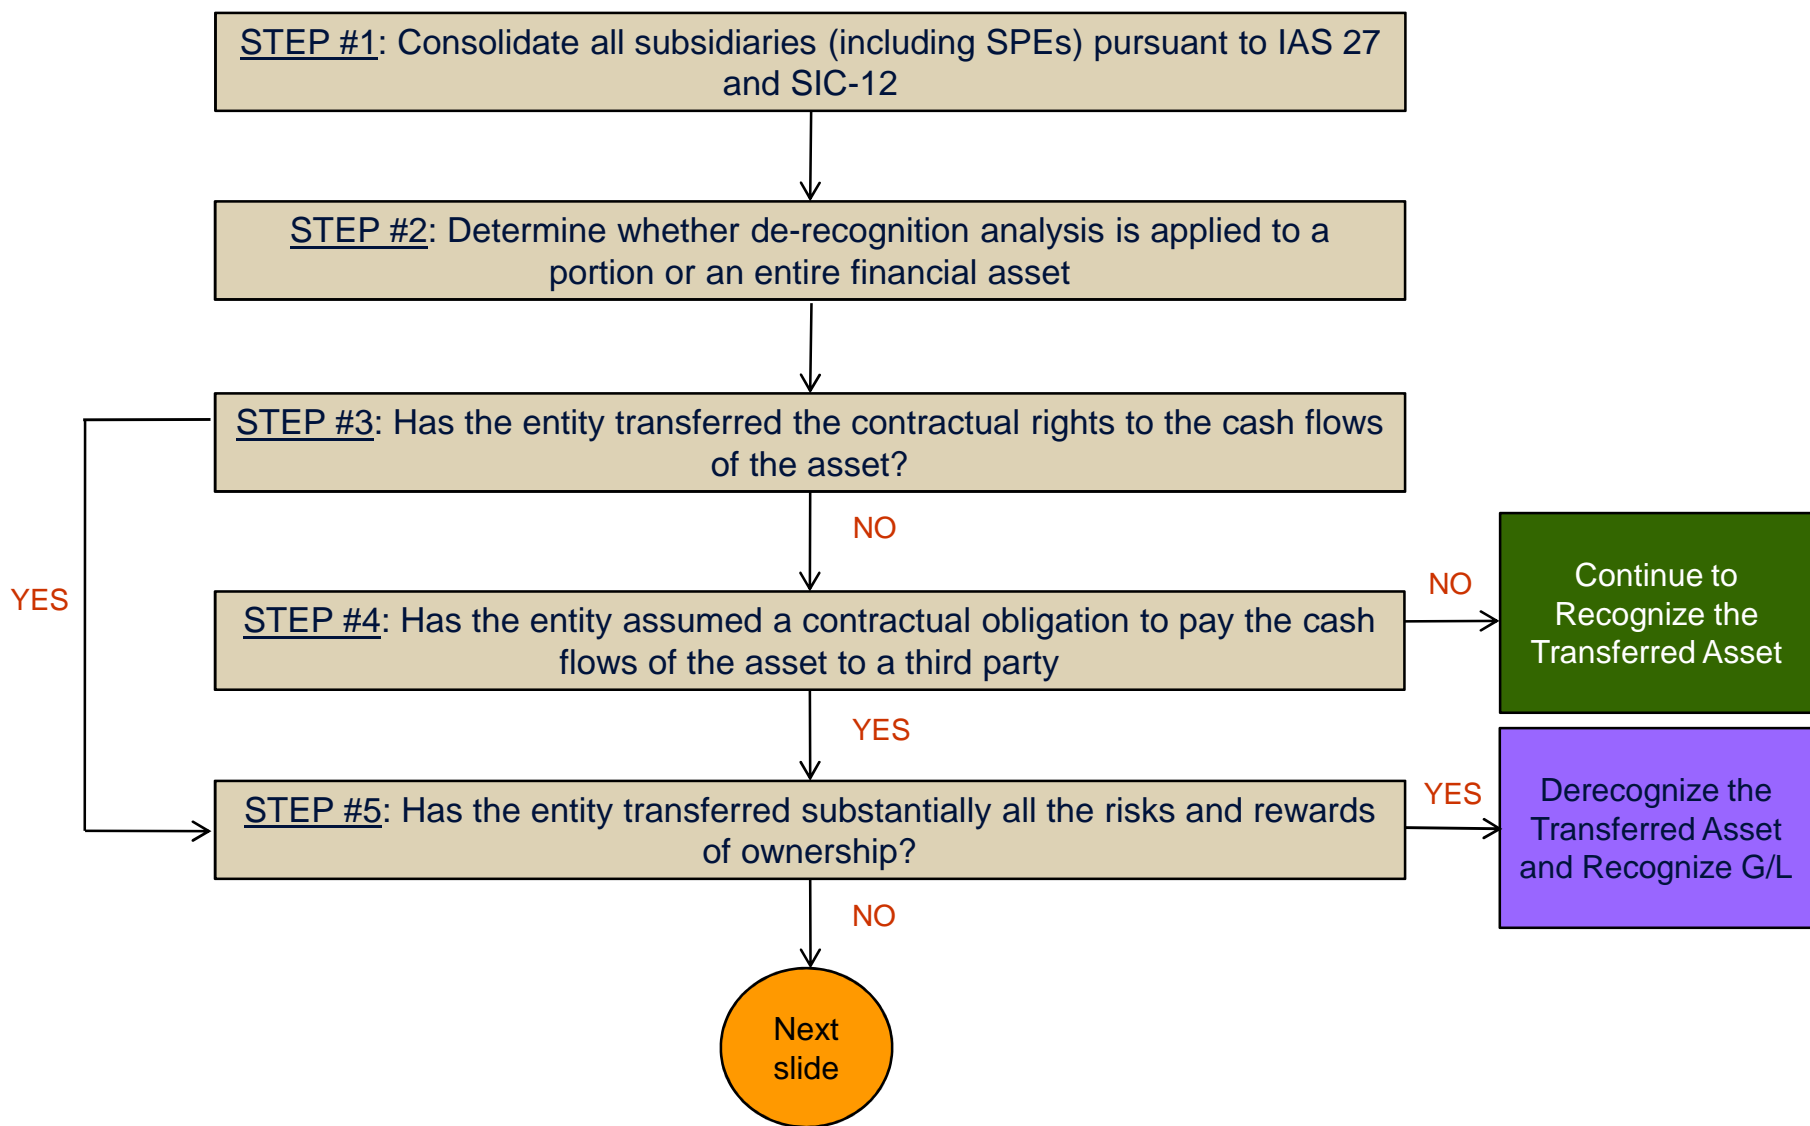 STEP #1: Consolidate all subsidiaries (including SPEs) pursuant to IAS 27
and SIC-12
STEP #2: Determine whether de-recognition analysis is applied to a
portion or an entire financial asset
STEP #3: Has the entity transferred the contractual rights to the cash flows
of the asset?
NO
YES
STEP #4: Has the entity assumed a contractual obligation to pay the cash
flows of the asset to a third party
NO
Continue to
Recognize the
Transferred Asset
YES
STEP #5: Has the entity transferred substantially all the risks and rewards
of ownership?
YES
Derecognize the
Transferred Asset
and Recognize G/L
NO
Next
slide